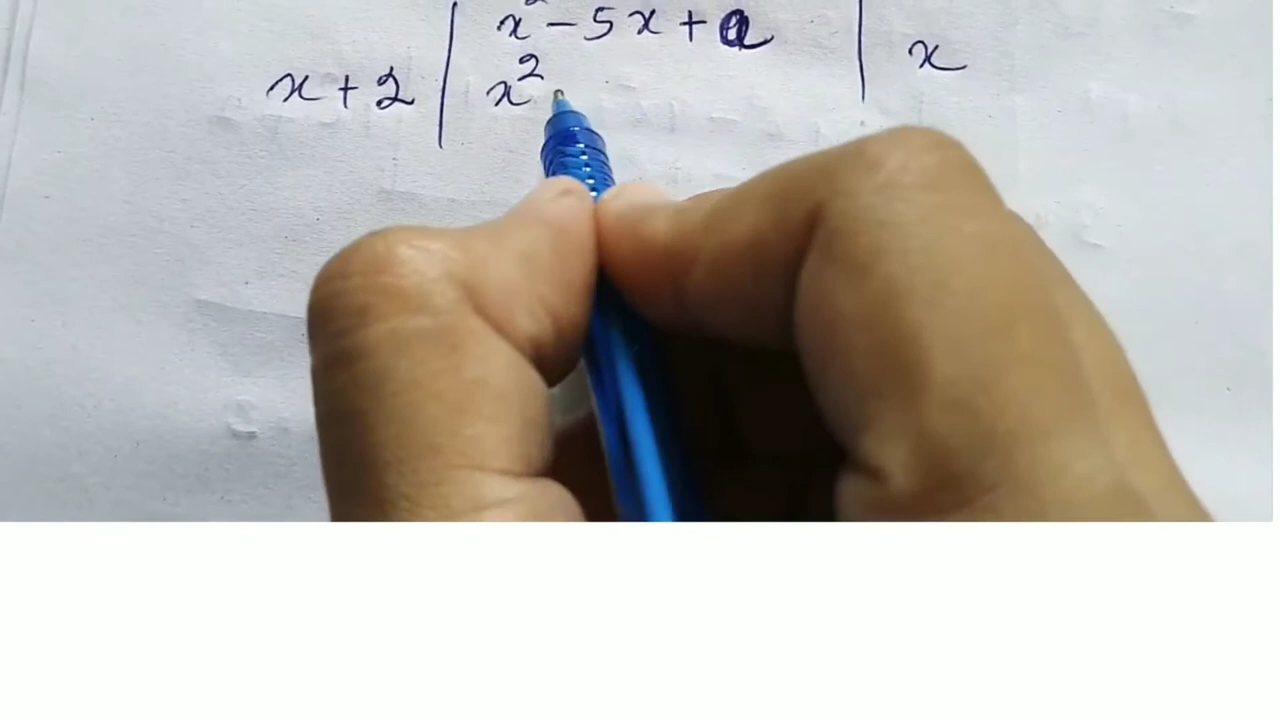 x² - 5x + a
x + 2 | x² | x